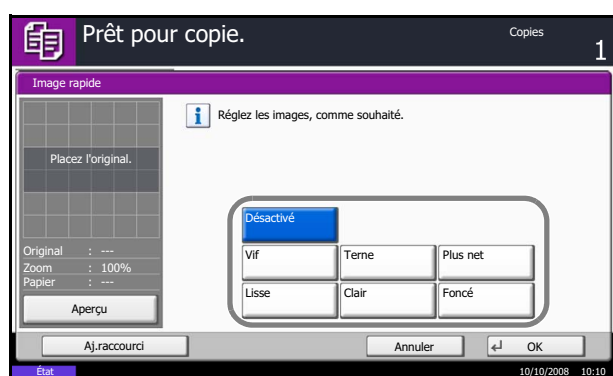 Prêt pour copie.
Copies
1
Image rapide
Réglez les images, comme souhaité.
Placez l'original.
Désactivé
Vif
Terne
Plus net
Lisse
Clair
Foncé
Original : ---
Zoom : 100%
Papier : ---
Aperçu
Aj.raccourci
Annuler
OK
État
10/10/2008 10:10